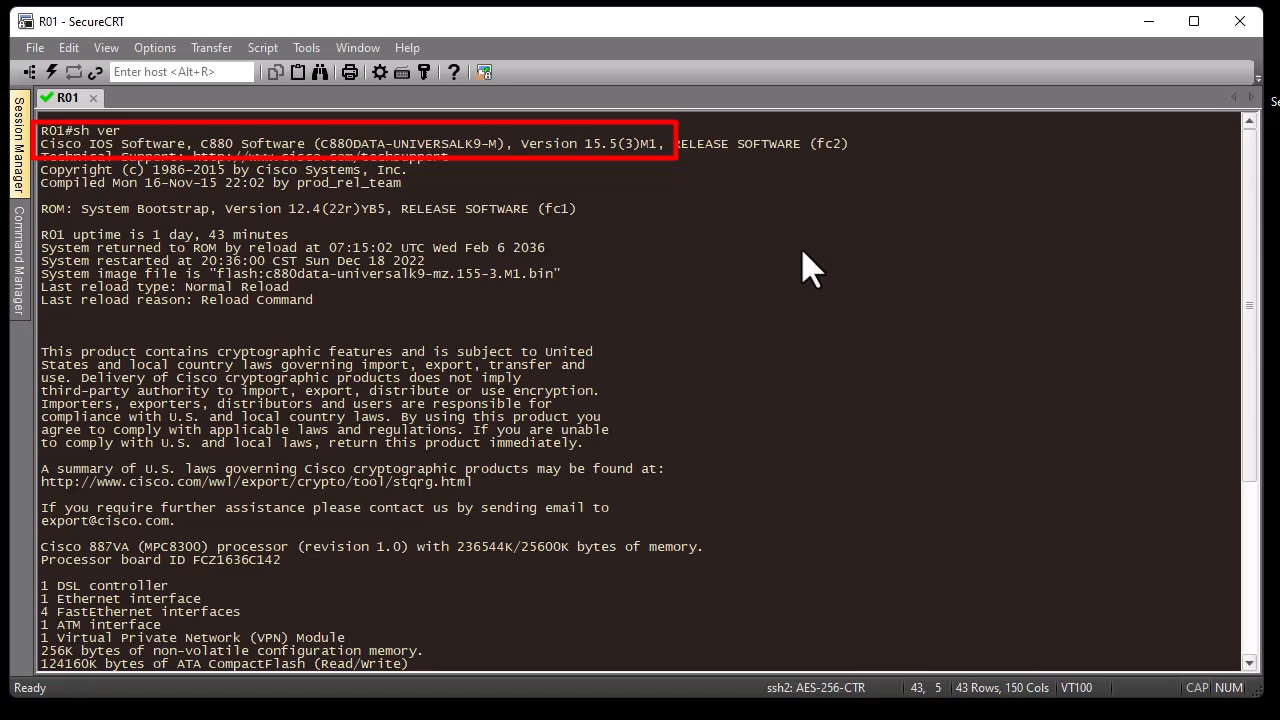 R01 - SecureCRT
File Edit View Options Transfer Script Tools Window Help
Enter host <Alt+R>
R01
Session Manager
Command Manager
R01#sh ver
Cisco IOS Software, C880 Software (C880DATA-UNIVERSALK9-M), Version 15.5(3)M1, RELEASE SOFTWARE (fc2)
Technical Support: http://www.cisco.com/techsupport
Copyright (c) 1986-2015 by Cisco Systems, Inc.
Compiled Mon 16-Nov-15 22:02 by prod_rel_team
ROM: System Bootstrap, Version 12.4(22r)YB5, RELEASE SOFTWARE (fc1)
R01 uptime is 1 day, 43 minutes
System returned to ROM by reload at 07:15:02 UTC Wed Feb 6 2036
System restarted at 20:36:00 CST Sun Dec 18 2022
System image file is "flash:c880data-universalk9-mz.155-3.M1.bin"
Last reload type: Normal Reload
Last reload reason: Reload Command
This product contains cryptographic features and is subject to United
States and local country laws governing import, export, transfer and
use. Delivery of Cisco cryptographic products does not imply
third-party authority to import, export, distribute or use encryption.
Importers, exporters, distributors and users are responsible for
compliance with U.S. and local country laws. By using this product you
agree to comply with applicable laws and regulations. If you are unable
to comply with U.S. and local laws, return this product immediately.
A summary of U.S. laws governing Cisco cryptographic products may be found at:
http://www.cisco.com/wwl/export/crypto/tool/stqrg.html
If you require further assistance please contact us by sending email to
export@cisco.com.
Cisco 887VA (MPC8300) processor (revision 1.0) with 236544K/25600K bytes of memory.
Processor board ID FCZ1636C142
1 DSL controller
1 Ethernet interface
4 FastEthernet interfaces
1 ATM interface
1 Virtual Private Network (VPN) Module
256K bytes of non-volatile configuration memory.
124160K bytes of ATA CompactFlash (Read/Write)
Ready ssh2: AES-256-CTR 43, 5 43 Rows, 150 Cols VT100 CAP NUM